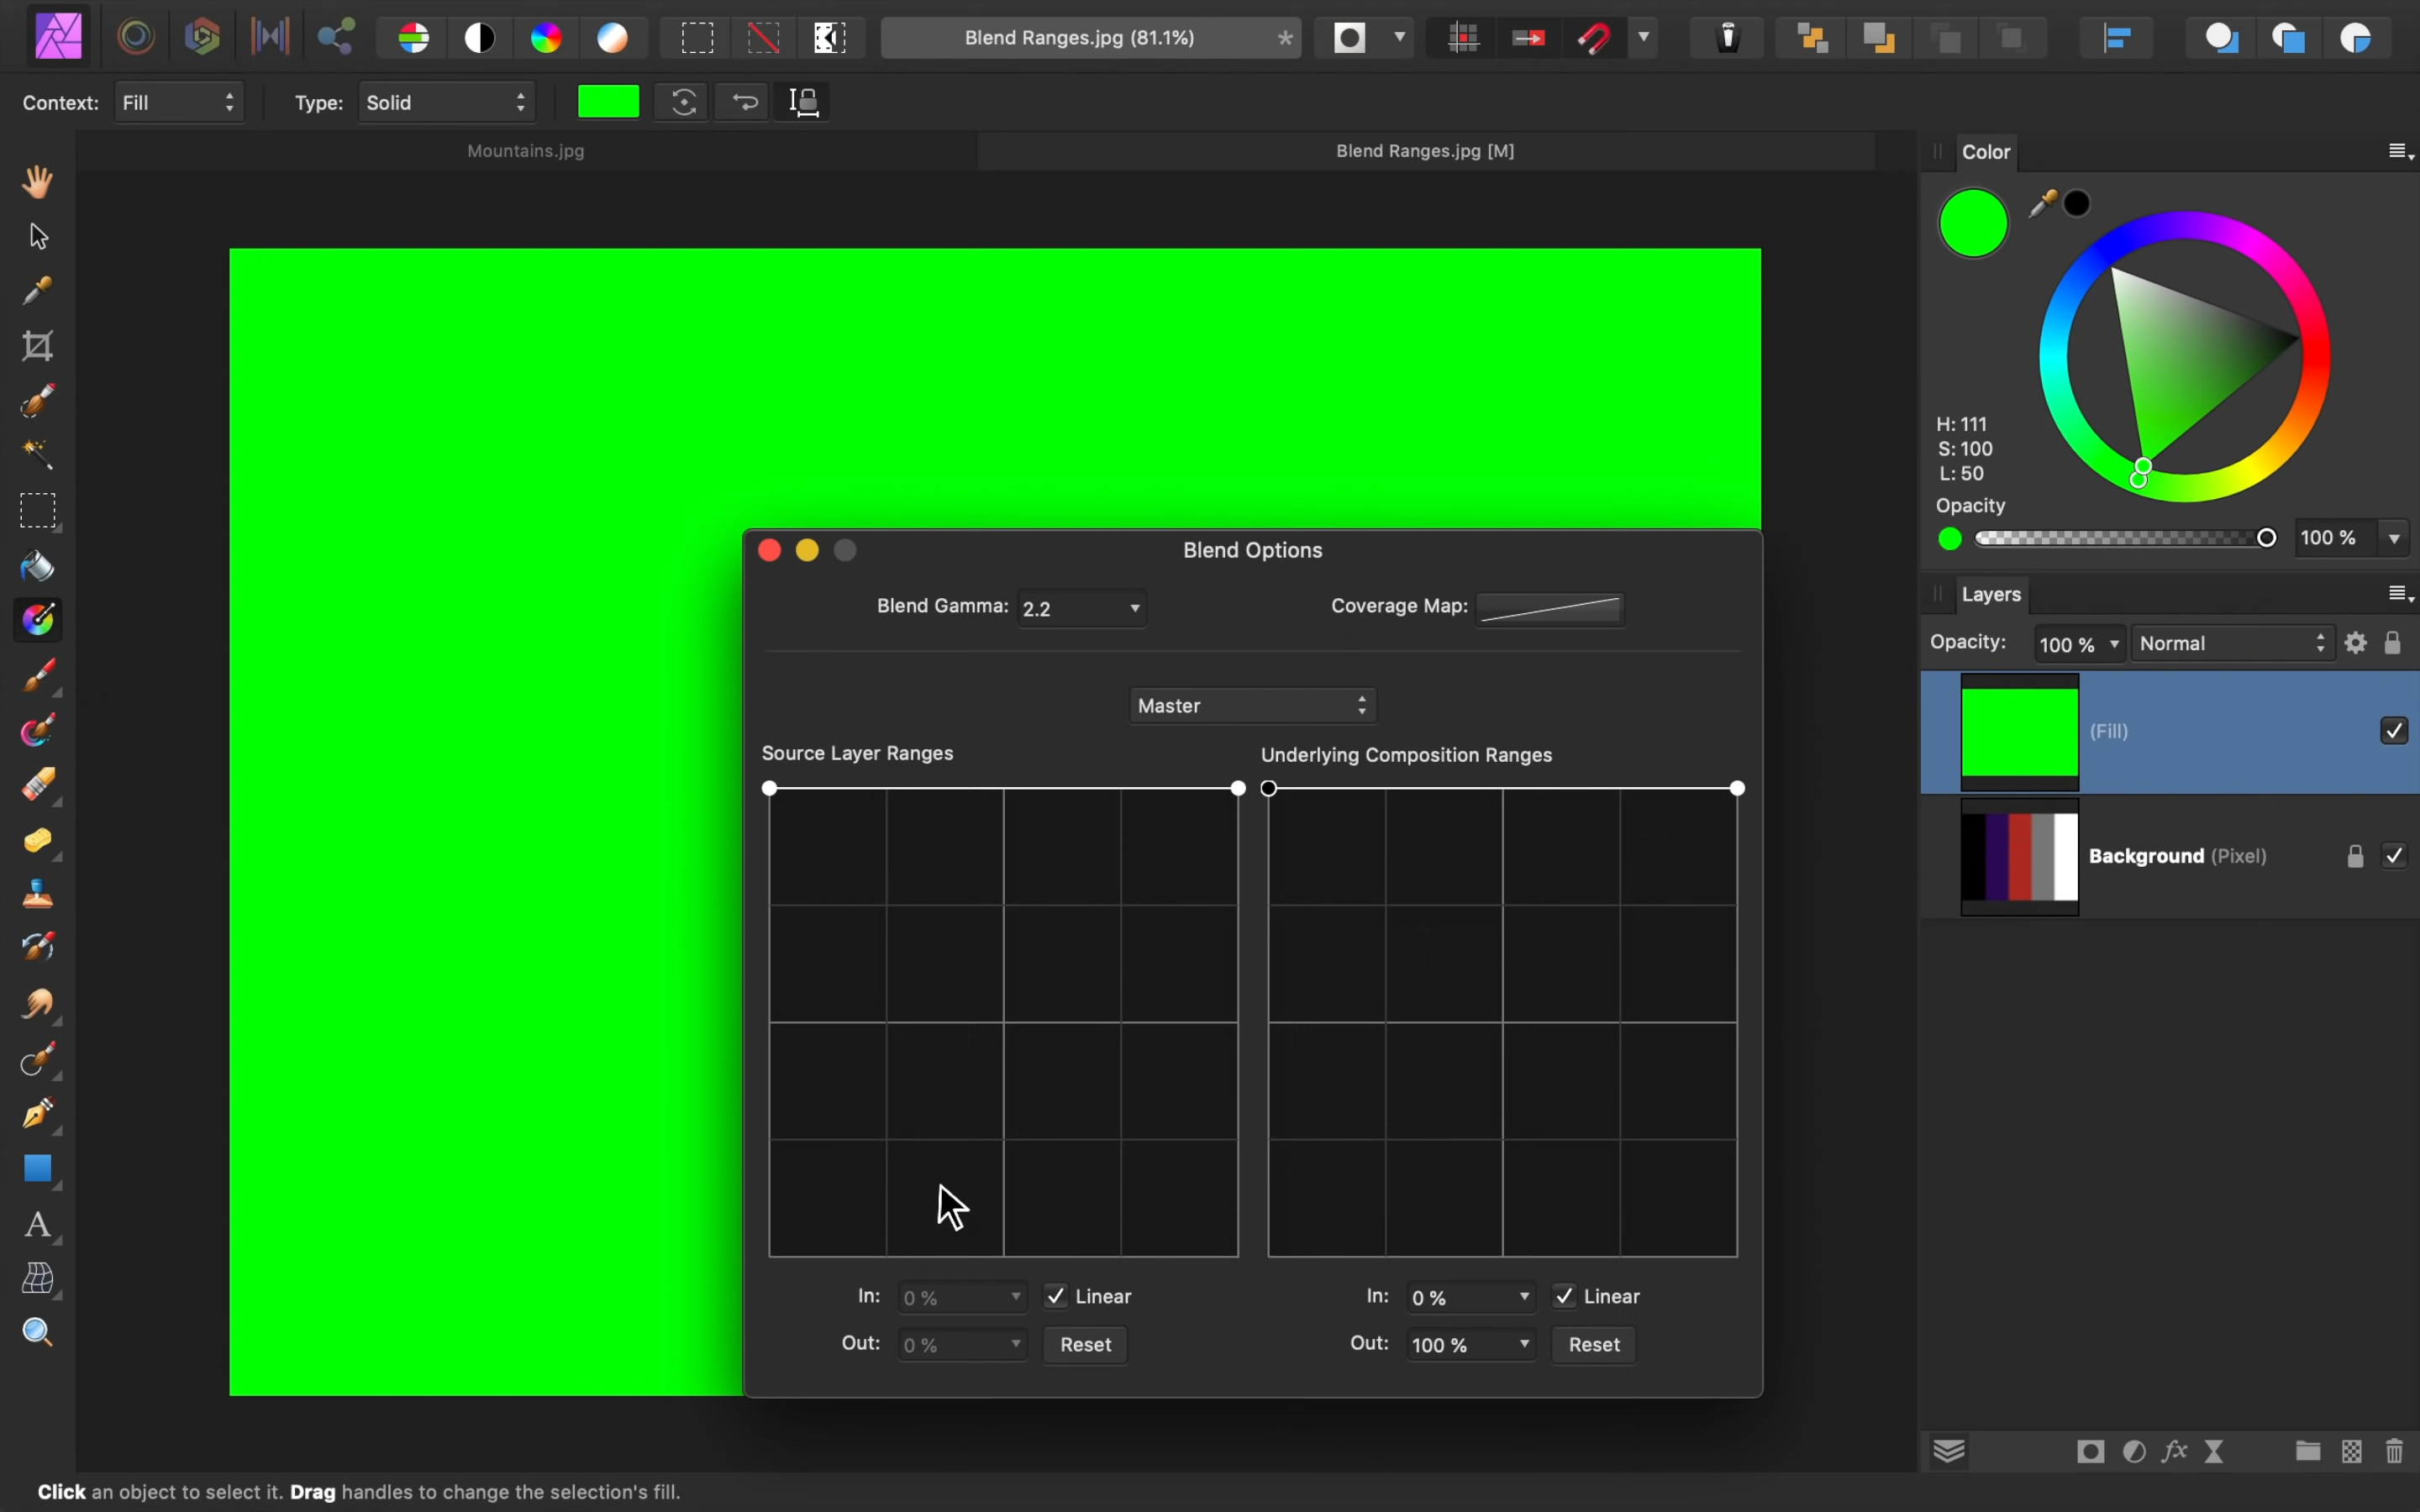 Blend Ranges.jpg (81.1%) *
Context: Fill Type: Solid
Mountains.jpg Blend Ranges.jpg [M]
Color
H: 111
S: 100
L: 50
Opacity
100 %
Blend Options
Blend Gamma: 2.2 Coverage Map:
Master
Source Layer Ranges Underlying Composition Ranges
In: 0 % Linear In: 0 % Linear
Out: 0 % Reset Out: 100 % Reset
Layers
Opacity: 100 % Normal
(Fill)
Background (Pixel)
fx
A
Click an object to select it. Drag handles to change the selection's fill.